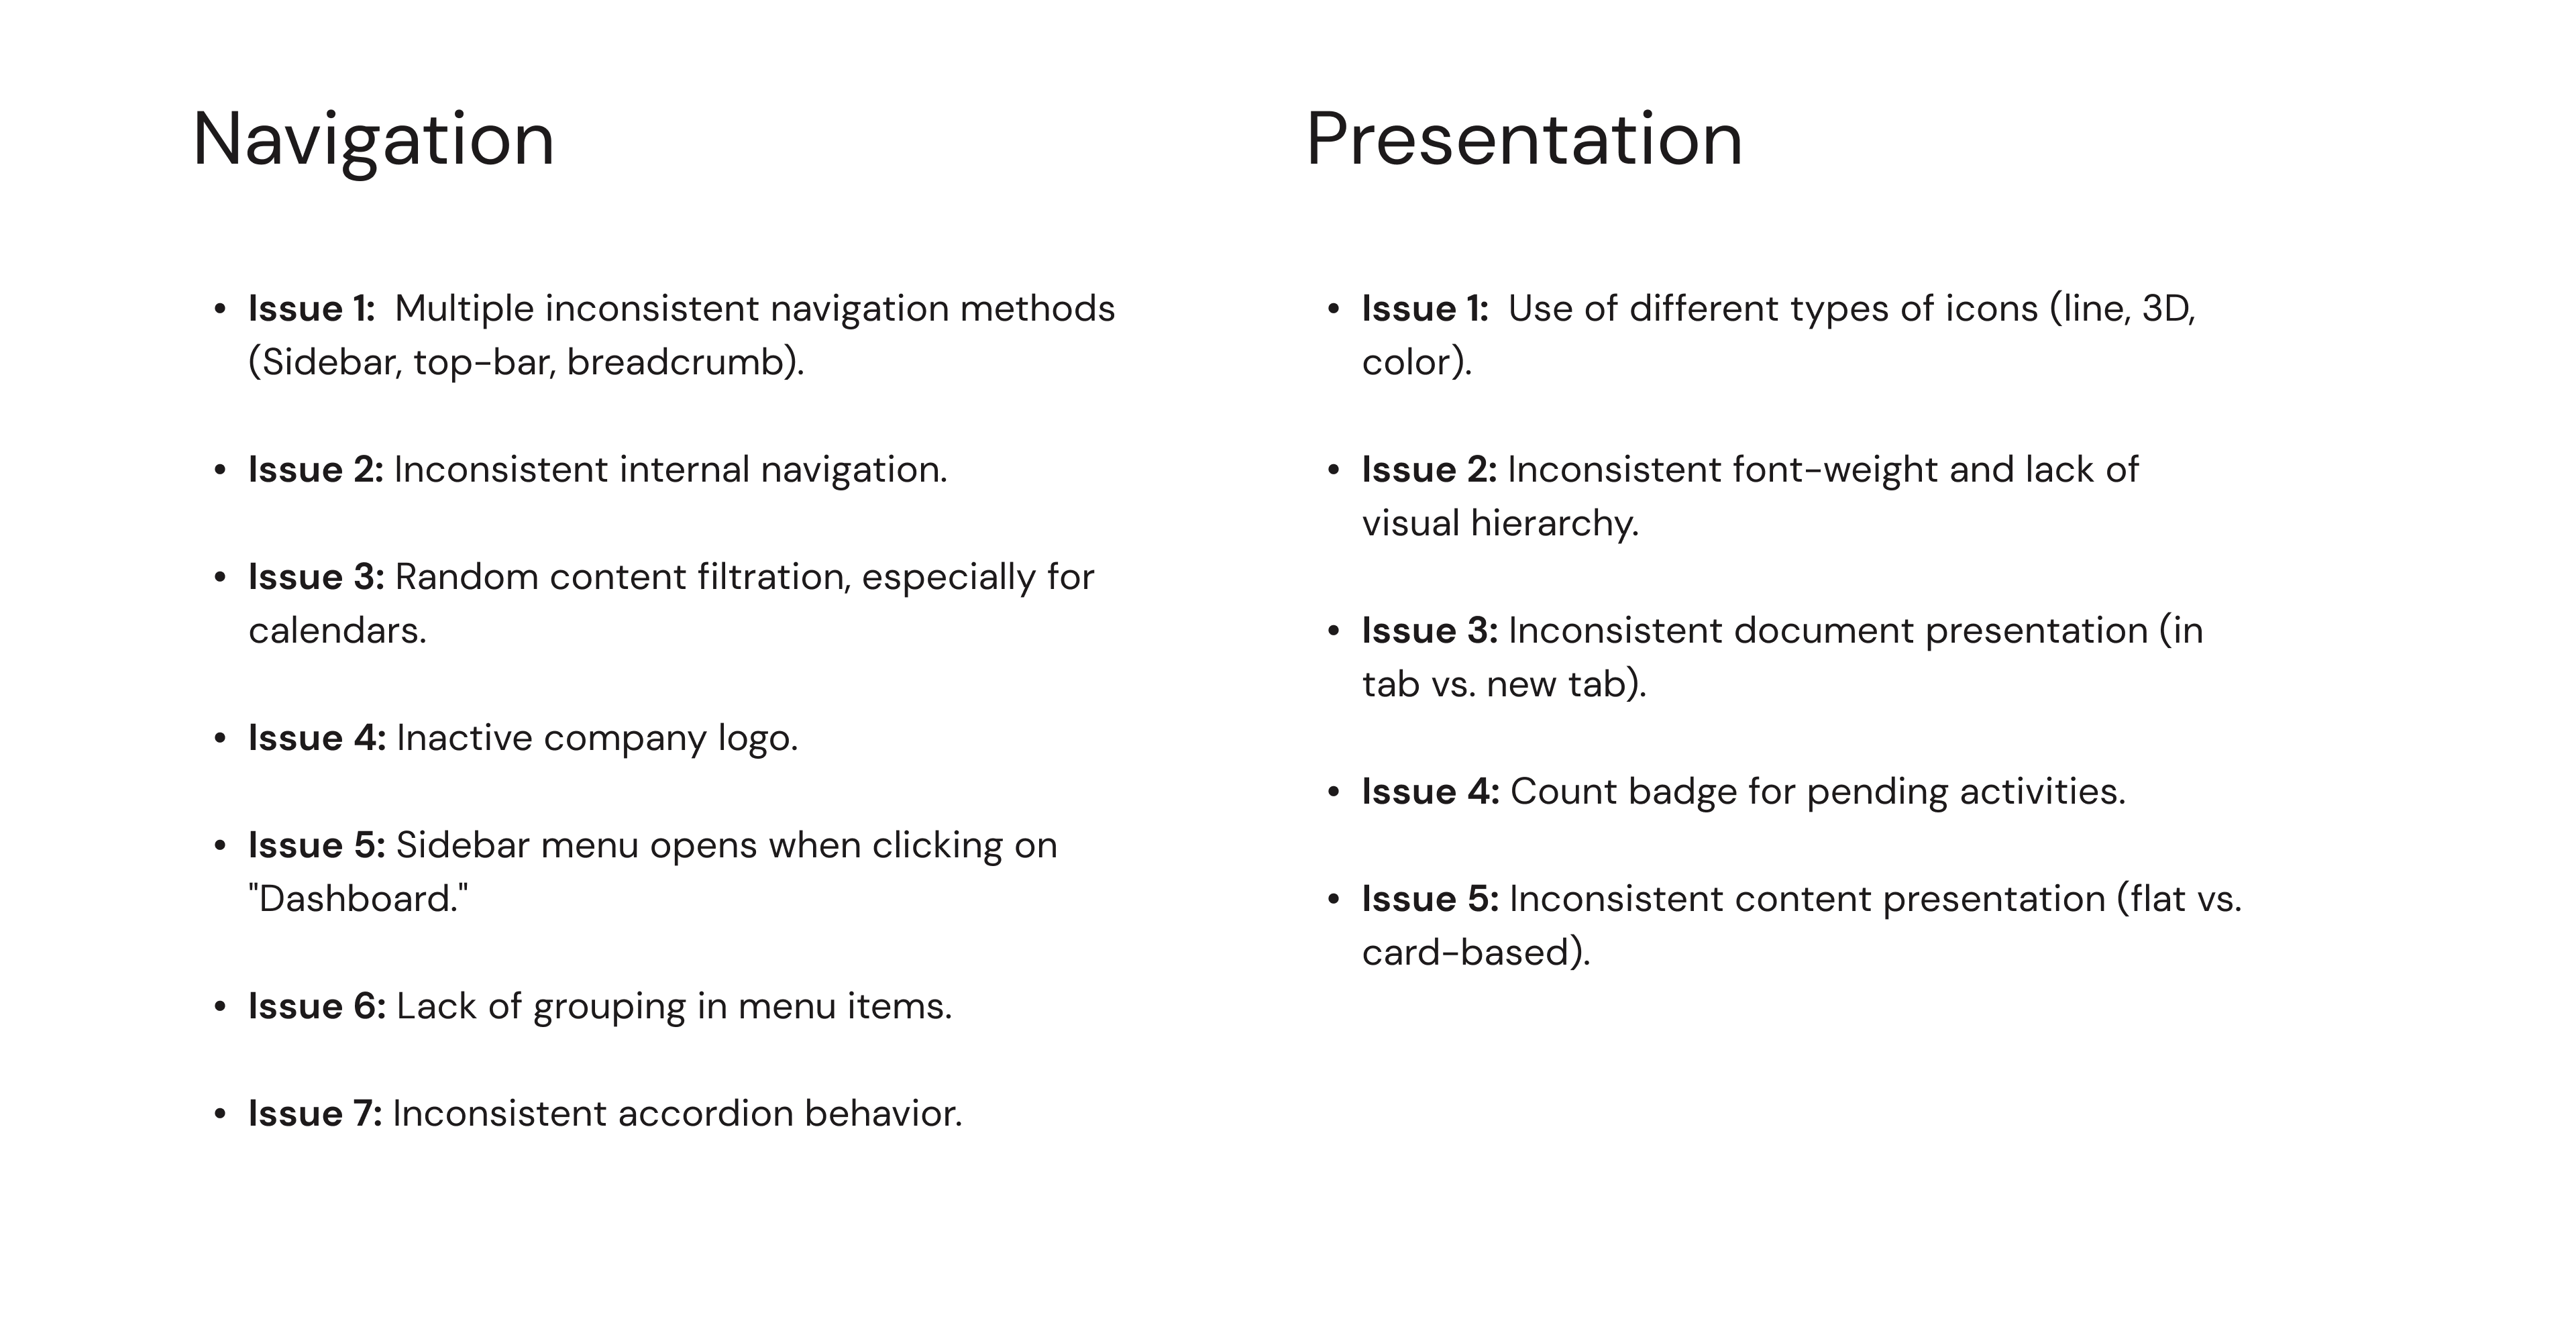 Navigation
• Issue 1:  Multiple inconsistent navigation methods
(Sidebar, top-bar, breadcrumb).
• Issue 2: Inconsistent internal navigation.
• Issue 3: Random content filtration, especially for
calendars.
• Issue 4: Inactive company logo.
• Issue 5: Sidebar menu opens when clicking on
"Dashboard."
• Issue 6: Lack of grouping in menu items.
• Issue 7: Inconsistent accordion behavior.
Presentation
• Issue 1:  Use of different types of icons (line, 3D,
color).
• Issue 2: Inconsistent font-weight and lack of
visual hierarchy.
• Issue 3: Inconsistent document presentation (in
tab vs. new tab).
• Issue 4: Count badge for pending activities.
• Issue 5: Inconsistent content presentation (flat vs.
card-based).